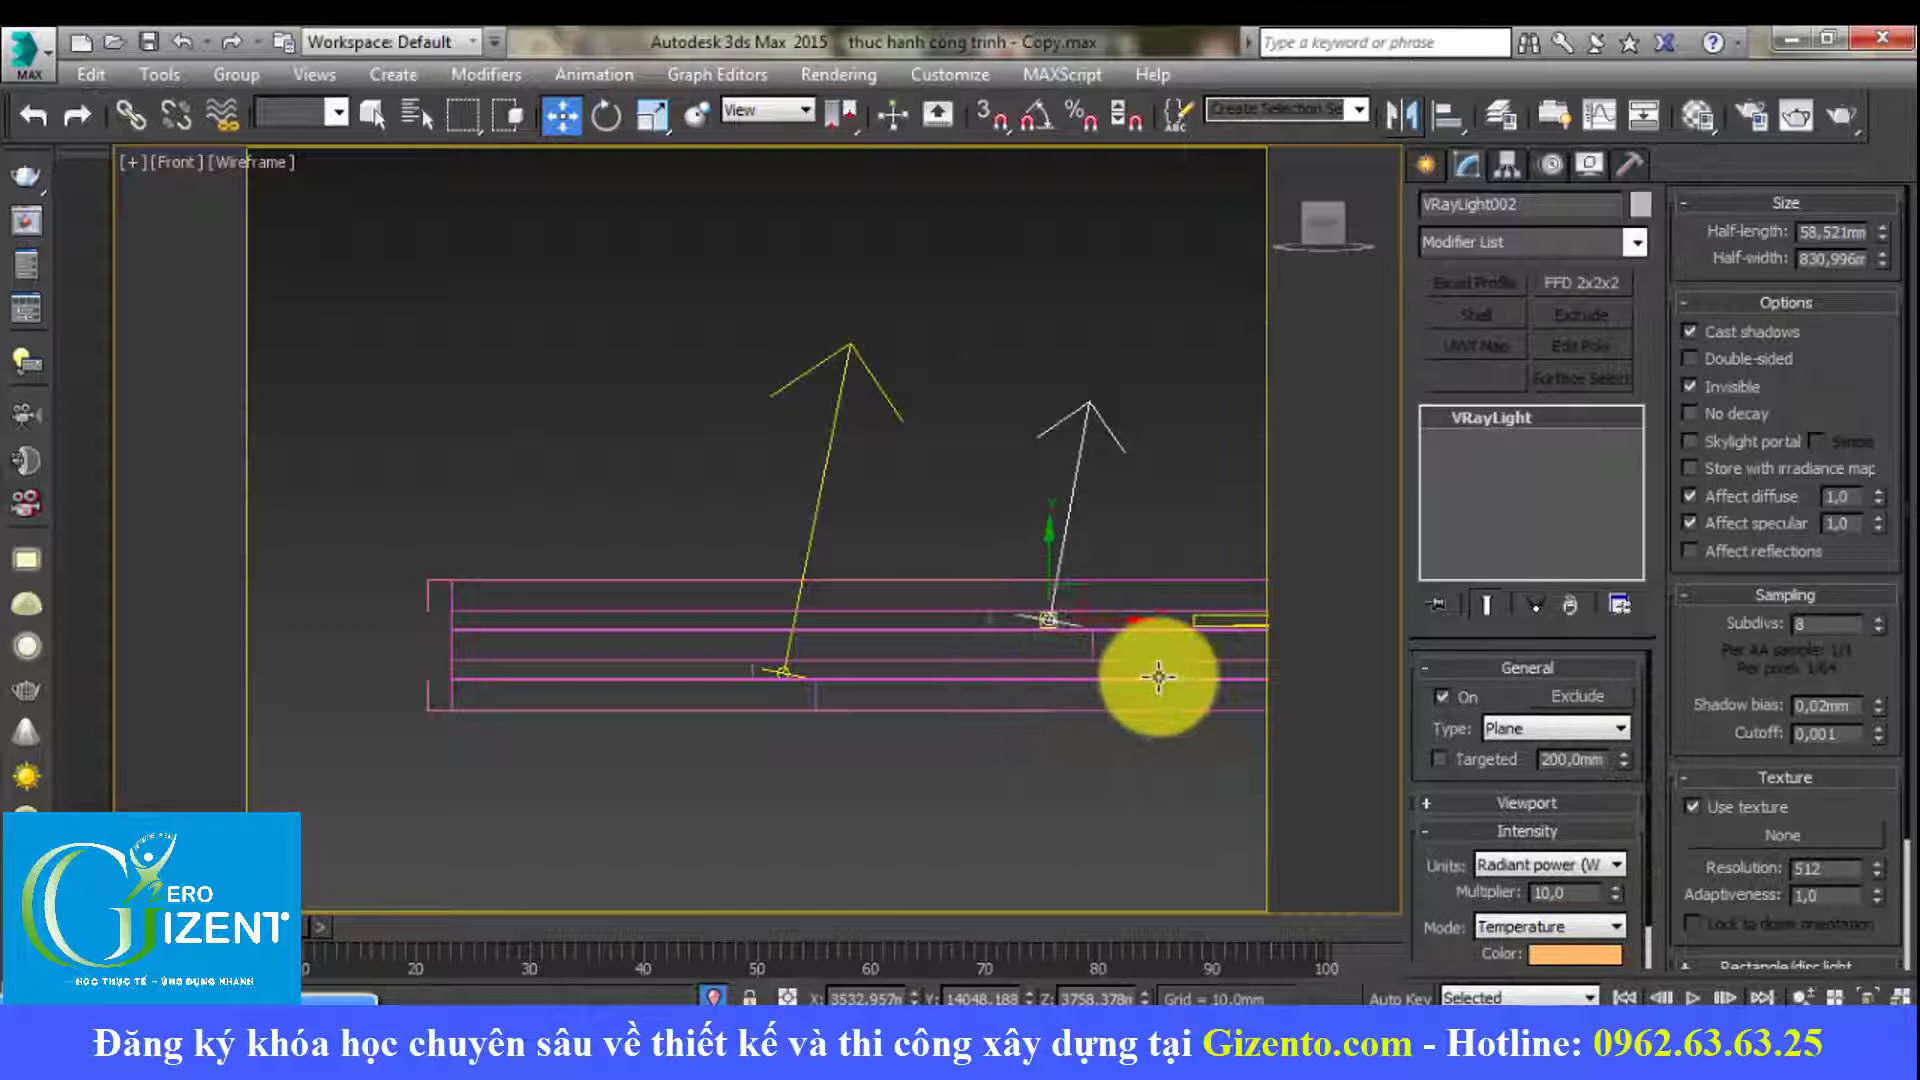 Workspace: Default
Autodesk 3ds Max 2015
thuc hanh cong trinh - Copy.max
Type a keyword or phrase
MAX
Edit
Tools
Group
Views
Create
Modifiers
Animation
Graph Editors
Rendering
Customize
MAXScript
Help
View
3
%
ABC
Create Selection Se
[+][Front][Wireframe]
VRayLight002
Modifier List
FFD 2x2x2
Shell
Extrude
UVW Map
Edit Poly
Surface Select
VRayLight
General
On
Exclude
Type: Plane
Targeted 200,0mm
Viewport
Intensity
Units: Radiant power (W
Multiplier: 10,0
Mode: Temperature
Color:
Size
Half-length: 58,521mm
Half-width: 830,996m
Options
Cast shadows
Double-sided
Invisible
No decay
Skylight portal
Store with irradiance map
Affect diffuse 1,0
Affect specular 1,0
Affect reflections
Sampling
Subdivs: 8
Per AA sample: 1/1
Per pixel: 1/64
Shadow bias: 0,02mm
Cutoff: 0,001
Texture
Use texture
None
Resolution: 512
Adaptiveness: 1,0
Lock to dome orientation
Rectangle/disc light
Y
ERO
GIZENT
HỌC THỰC TẾ - ỨNG DỤNG NHANH
>
0 20 30 40 50 60 70 80 90 100
X: 3532.957m
Y: 14048.188
Z: 3758.378m
Grid = 10.0mm
Auto Key
Selected
Đăng ký khóa học chuyên sâu về thiết kế và thi công xây dựng tại Gizento.com - Hotline: 0962.63.63.25